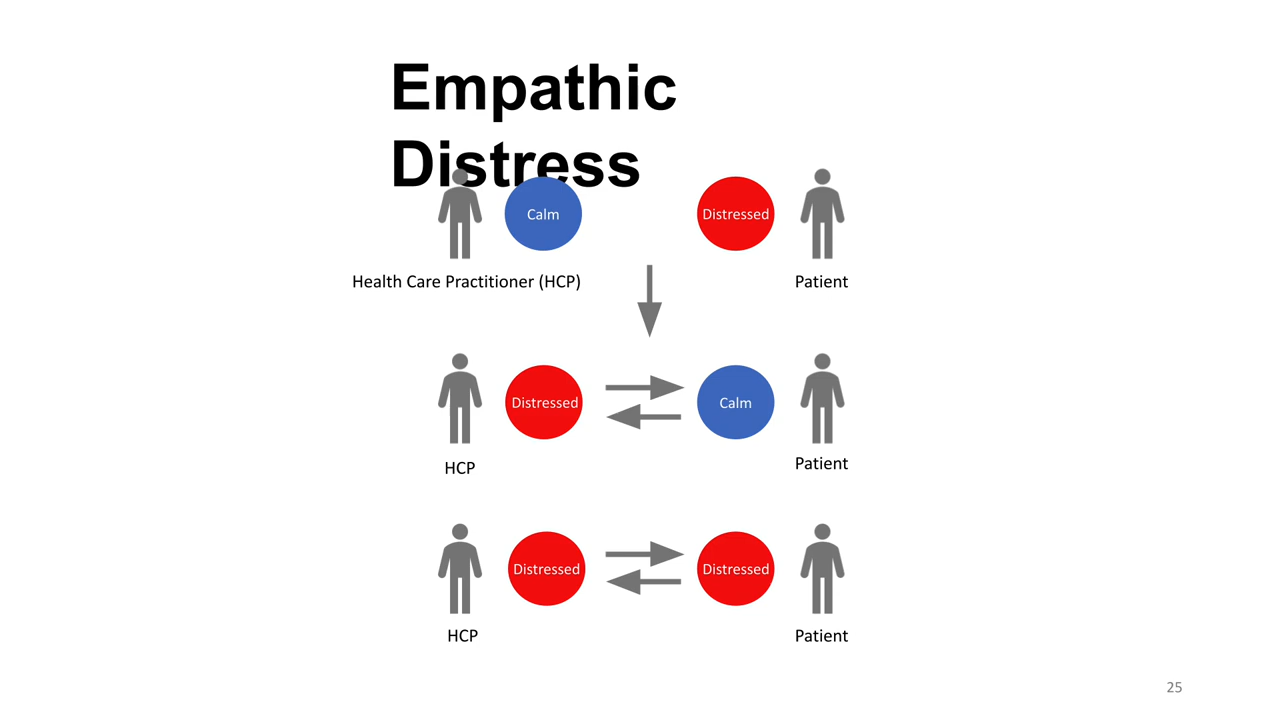 Empathic
Distress
Calm
Distressed
Health Care Practitioner (HCP)
Patient
Distressed
Calm
HCP
Patient
Distressed
Distressed
HCP
Patient
25